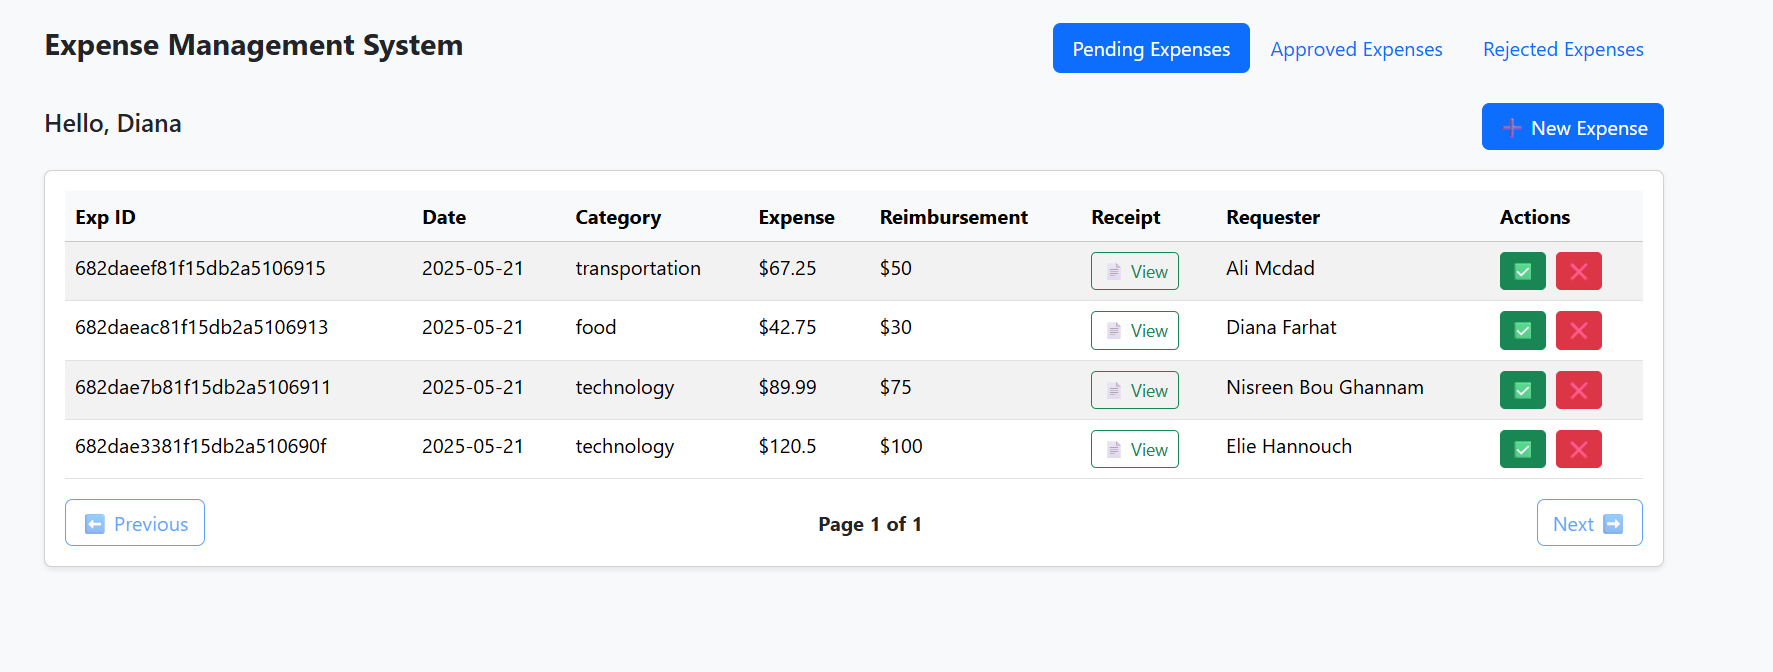 Expense Management System
Pending Expenses Approved Expenses Rejected Expenses
Hello, Diana
New Expense
Exp ID Date Category Expense Reimbursement Receipt Requester Actions
682daeef81f15db2a5106915 2025-05-21 transportation $67.25 $50 View Ali Mcdad
682daeac81f15db2a5106913 2025-05-21 food $42.75 $30 View Diana Farhat
682dae7b81f15db2a5106911 2025-05-21 technology $89.99 $75 View Nisreen Bou Ghannam
682dae3381f15db2a510690f 2025-05-21 technology $120.5 $100 View Elie Hannouch
Previous Page 1 of 1 Next